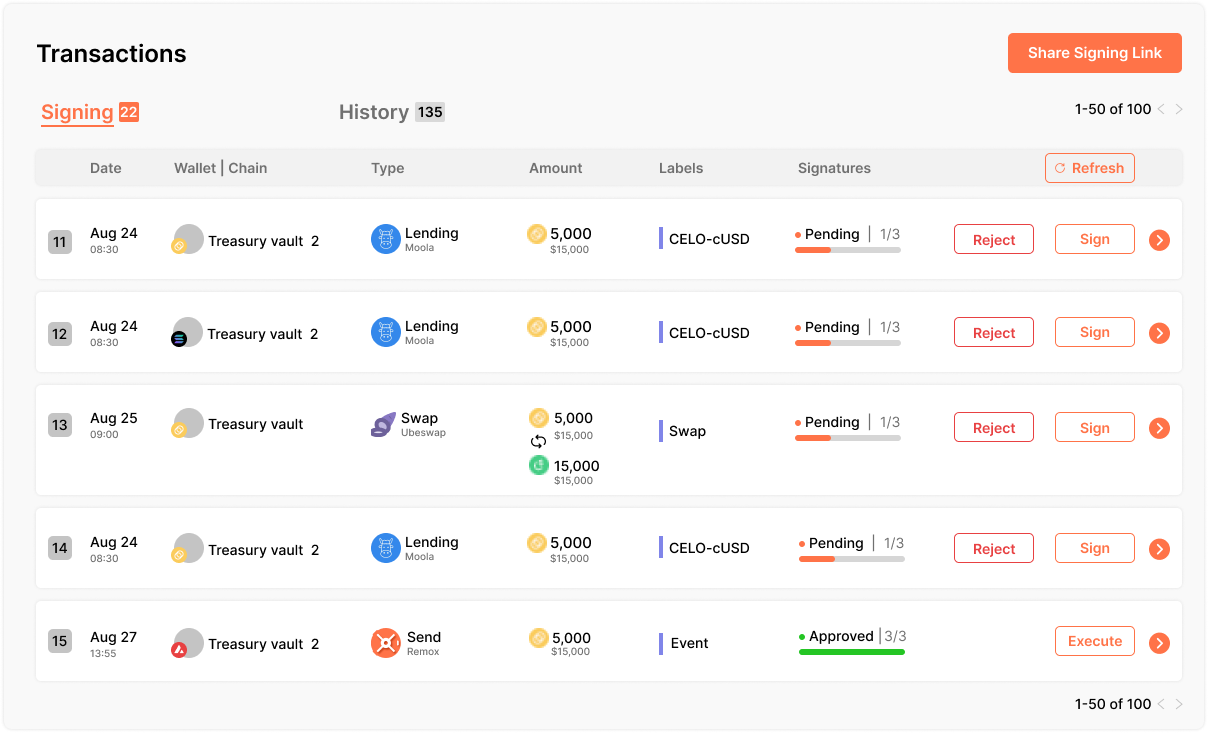 Transactions
Share Signing Link
Signing 22
History 135
1-50 of 100
Date Wallet | Chain Type Amount Labels Signatures Refresh
11 Aug 24 08:30 Treasury vault 2 Lending Moola 5,000 $15,000 CELO-cUSD Pending | 1/3 Reject Sign
12 Aug 24 08:30 Treasury vault 2 Lending Moola 5,000 $15,000 CELO-cUSD Pending | 1/3 Reject Sign
13 Aug 25 09:00 Treasury vault Swap Ubeswap 5,000 $15,000 15,000 $15,000 Swap Pending | 1/3 Reject Sign
14 Aug 24 08:30 Treasury vault 2 Lending Moola 5,000 $15,000 CELO-cUSD Pending | 1/3 Reject Sign
15 Aug 27 13:55 Treasury vault 2 Send Remox 5,000 $15,000 Event Approved | 3/3 Execute
1-50 of 100